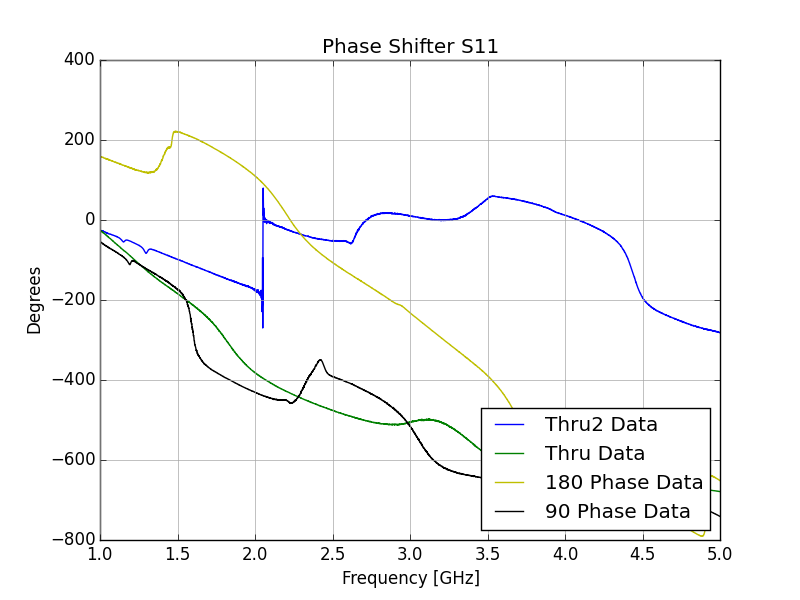 Phase Shifter S11
400
200
0
−200
−400
−600
−800
Degrees
Thru2 Data
Thru Data
180 Phase Data
90 Phase Data
1.0 1.5 2.0 2.5 3.0 3.5 4.0 4.5 5.0
Frequency [GHz]